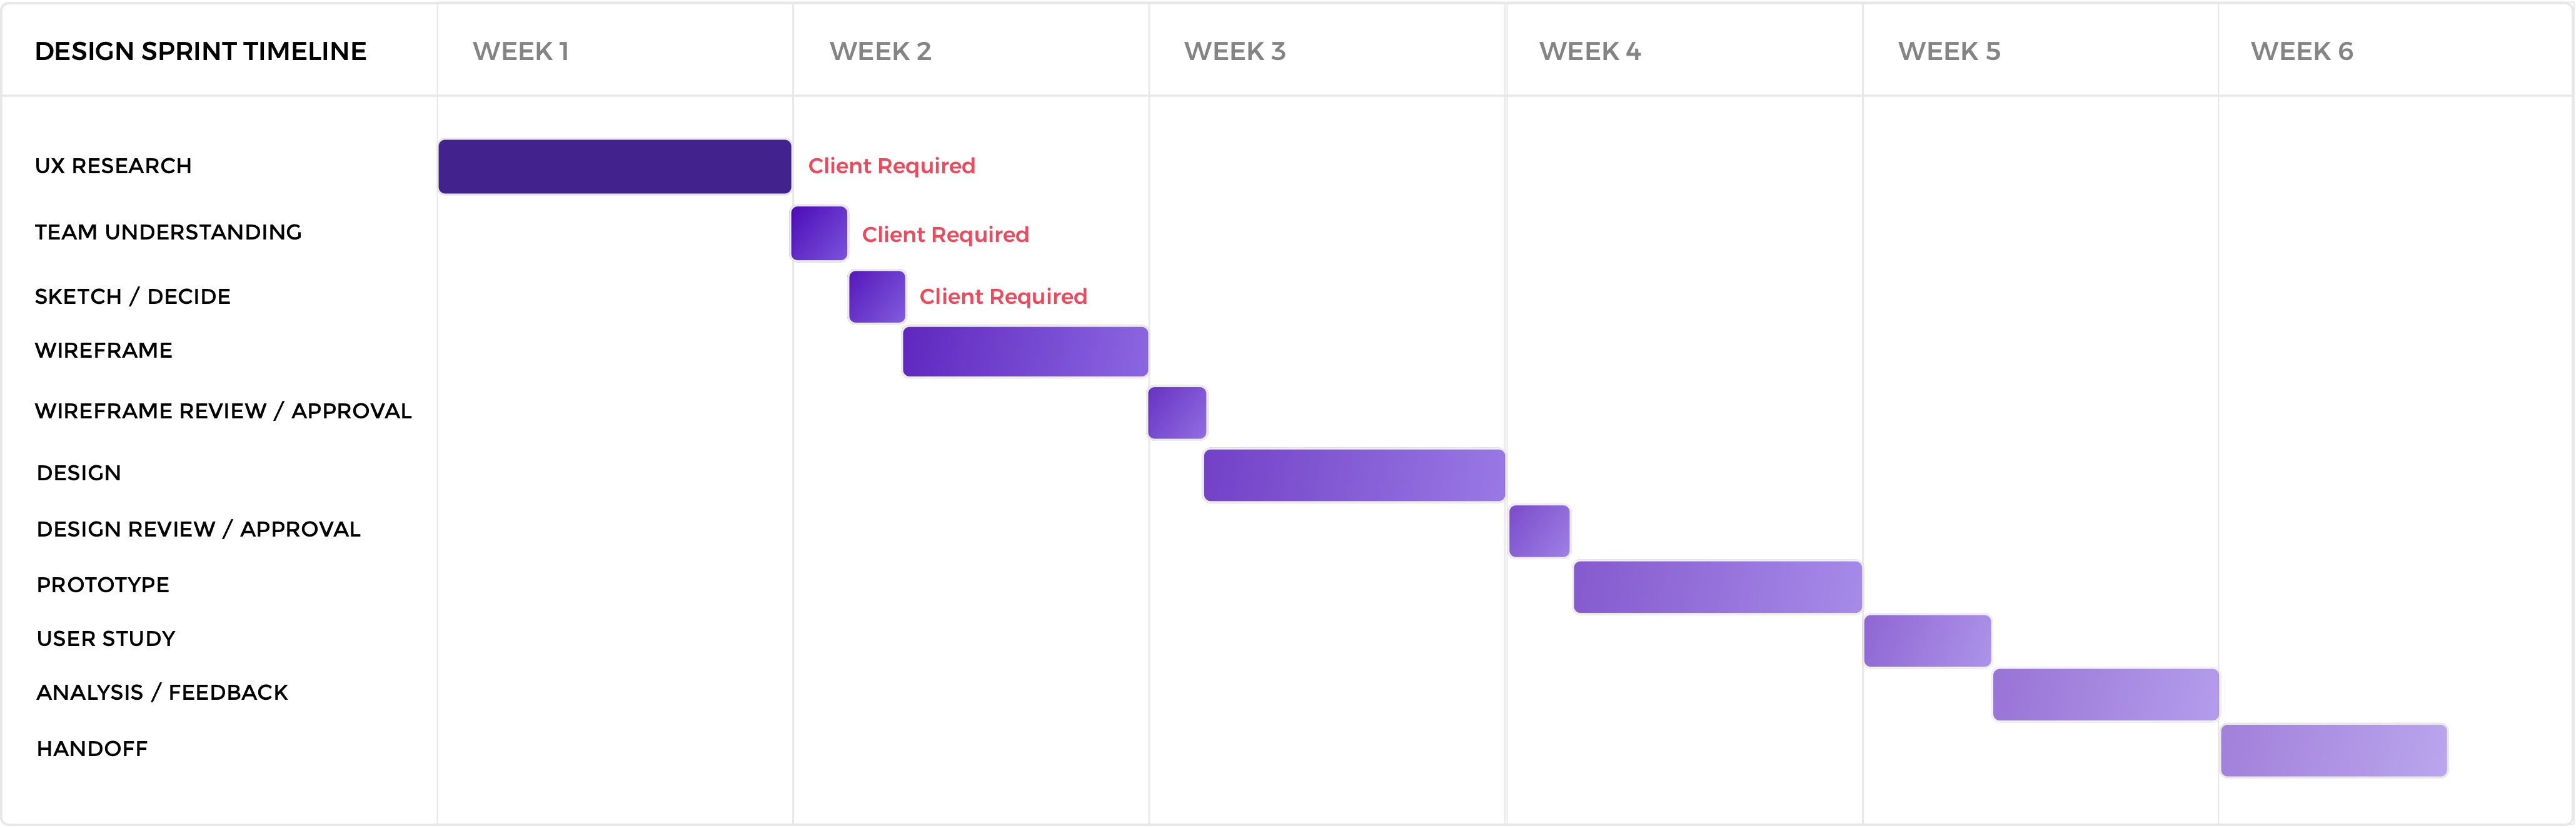 DESIGN SPRINT TIMELINE WEEK 1 WEEK 2 WEEK 3 WEEK 4 WEEK 5 WEEK 6
UX RESEARCH Client Required
TEAM UNDERSTANDING Client Required
SKETCH / DECIDE Client Required
WIREFRAME
WIREFRAME REVIEW / APPROVAL
DESIGN
DESIGN REVIEW / APPROVAL
PROTOTYPE
USER STUDY
ANALYSIS / FEEDBACK
HANDOFF